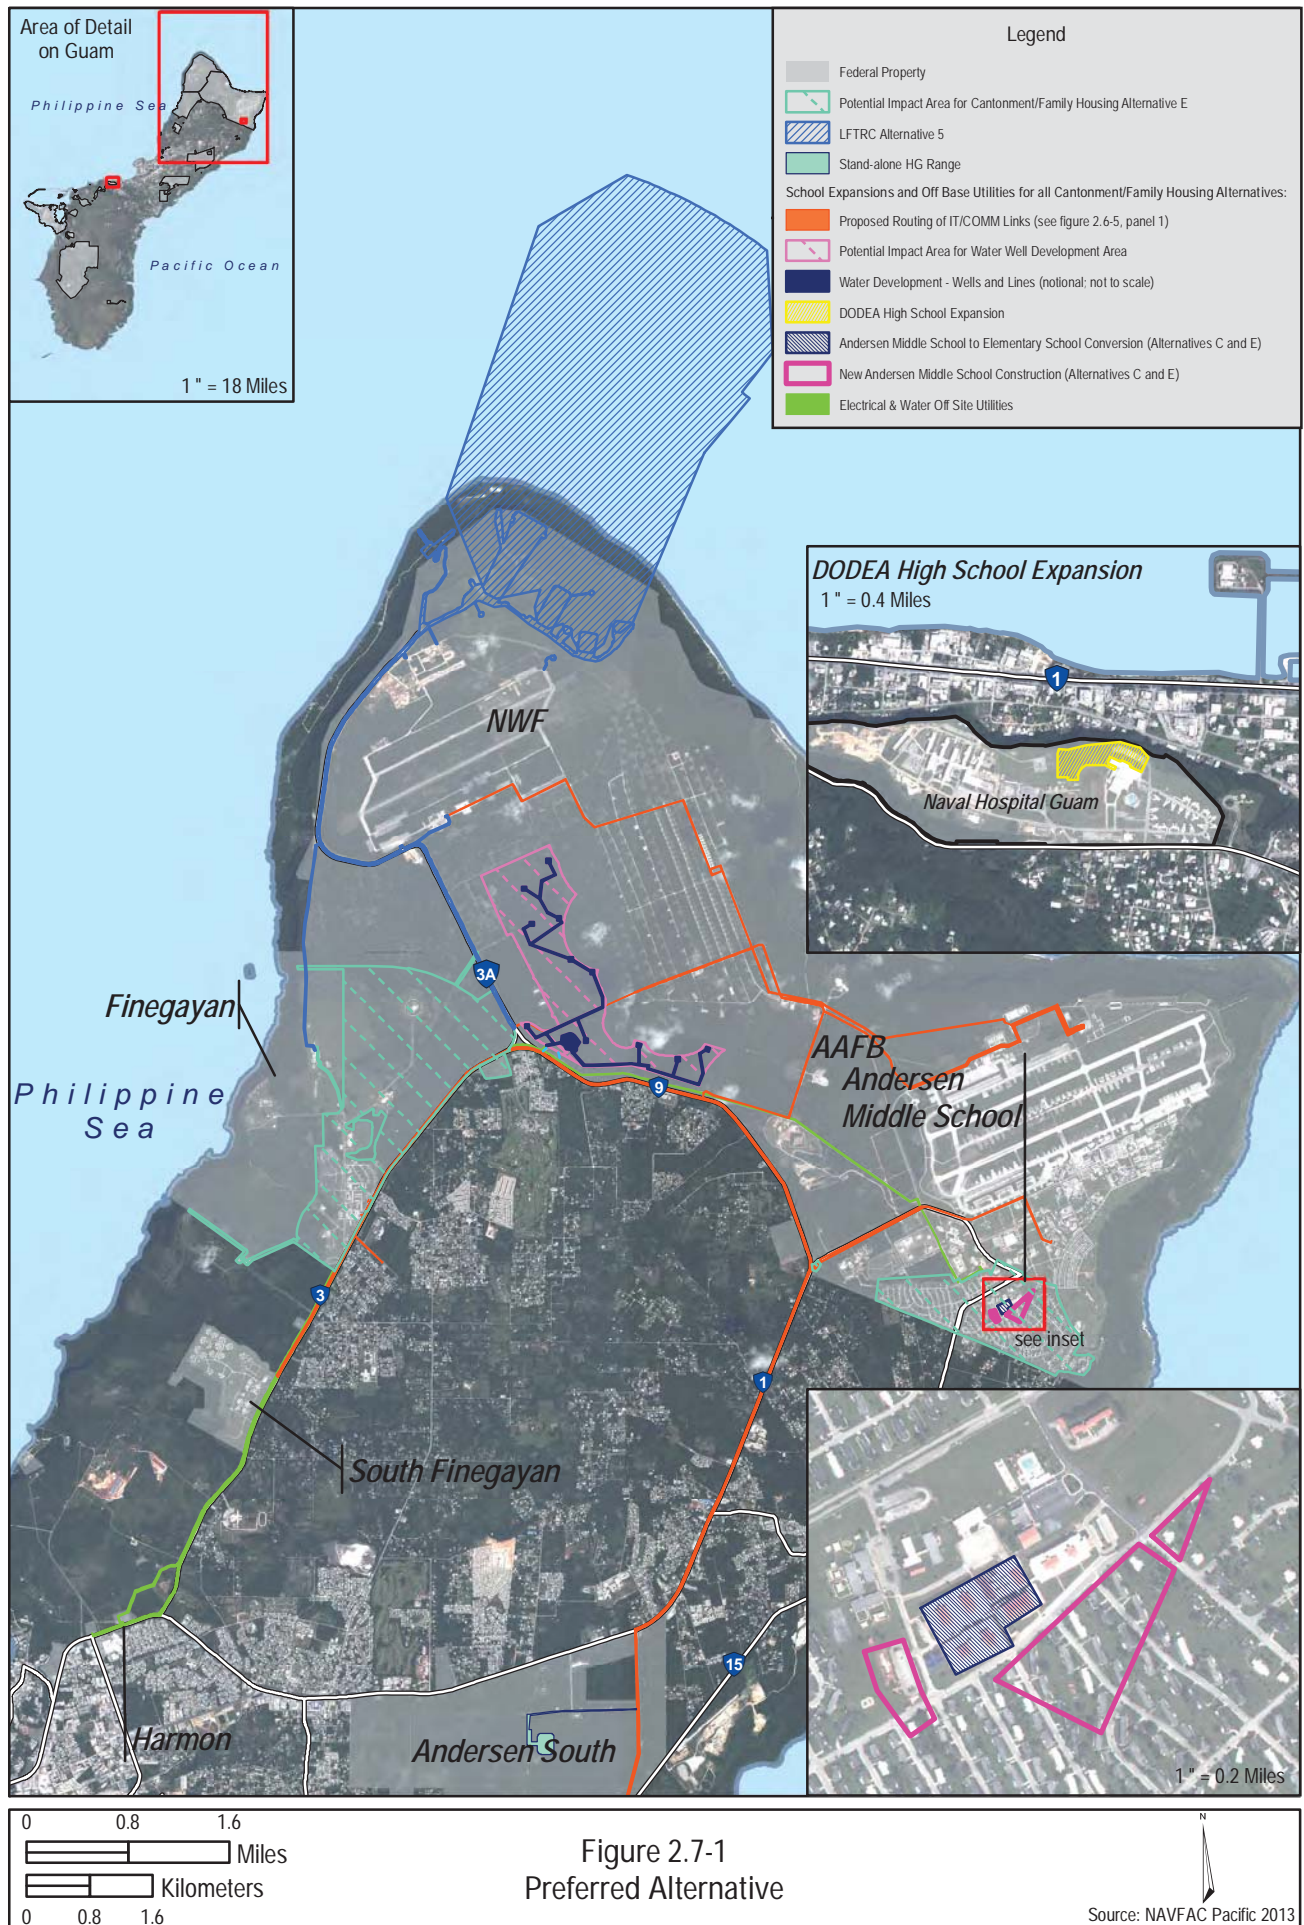 Area of Detail
on Guam
Philippine Sea
Pacific Ocean
1 " = 18 Miles
Legend
Federal Property
Potential Impact Area for Cantonment/Family Housing Alternative E
LFTRC Alternative 5
Stand-alone HG Range
School Expansions and Off Base Utilities for all Cantonment/Family Housing Alternatives:
Proposed Routing of IT/COMM Links (see figure 2.6-5, panel 1)
Potential Impact Area for Water Well Development Area
Water Development - Wells and Lines (notional; not to scale)
DODEA High School Expansion
Andersen Middle School to Elementary School Conversion (Alternatives C and E)
New Andersen Middle School Construction (Alternatives C and E)
Electrical & Water Off Site Utilities
DODEA High School Expansion
1 " = 0.4 Miles
1
Naval Hospital Guam
NWF
3A
Finegayan
Philippine
Sea
AAFB
Andersen
Middle School
9
3
see inset
1
South Finegayan
15
Harmon
Andersen South
1 " = 0.2 Miles
0 0.8 1.6
Miles
Kilometers
0 0.8 1.6
Figure 2.7-1
Preferred Alternative
N
Source: NAVFAC Pacific 2013